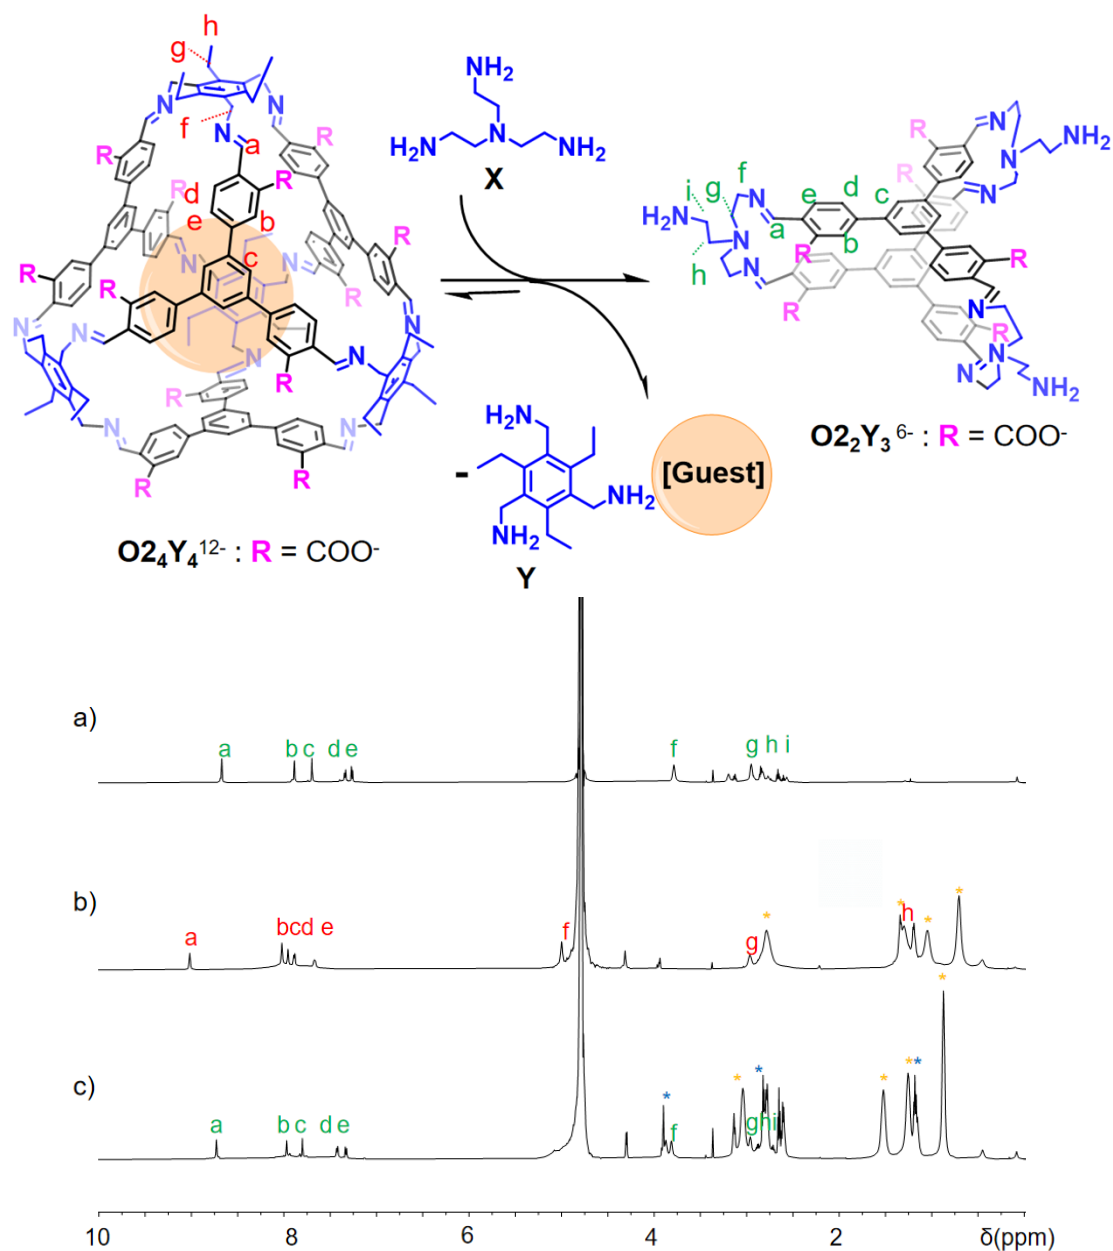 h
g
N
N
f
N
a
R
R
R
d
R
e
b
R
c
N
N
R
R
R
N
N
N
N
N
R
R
N
N
R
R
O2₄Y₄¹²⁻ : R = COO⁻
NH₂
N
H₂N
NH₂
X
NH₂
H₂N
NH₂
Y
-
[Guest]
N
R
N
NH₂
R
i
f
g
N
e
d
c
H₂N
a
N
R
b
R
h
N
R
R
N
N
N
NH₂
O2₂Y₃⁶⁻ : R = COO⁻
a)
a
b c
d e
f
g h i
b)
a
bcd e
f
g
*
*
h
*
*
c)
a
b c
d e
*
f
*
g
*
hi
*
*
*
*
10
8
6
4
2
δ(ppm)